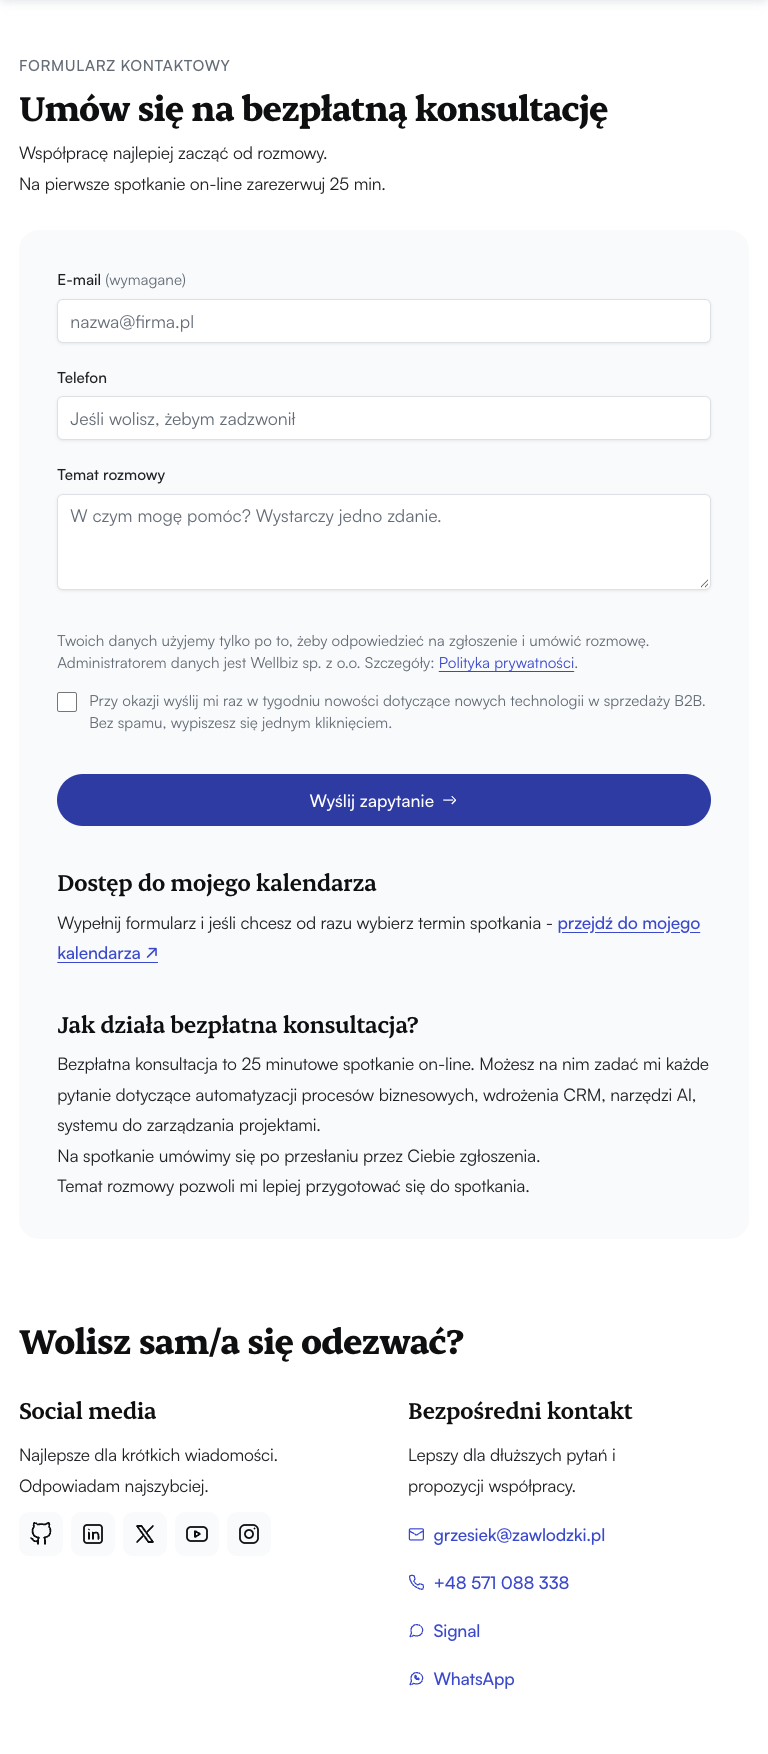 FORMULARZ KONTAKTOWY
Umów się na bezpłatną konsultację
Współpracę najlepiej zacząć od rozmowy.
Na pierwsze spotkanie on-line zarezerwuj 25 min.
E-mail (wymagane)
nazwa@firma.pl
Telefon
Jeśli wolisz, żebym zadzwonił
Temat rozmowy
W czym mogę pomóc? Wystarczy jedno zdanie.
Twoich danych użyjemy tylko po to, żeby odpowiedzieć na zgłoszenie i umówić rozmowę.
Administratorem danych jest Wellbiz sp. z o.o. Szczegóły: Polityka prywatności.
Przy okazji wyślij mi raz w tygodniu nowości dotyczące nowych technologii w sprzedaży B2B.
Bez spamu, wypiszesz się jednym kliknięciem.
Wyślij zapytanie →
Dostęp do mojego kalendarza
Wypełnij formularz i jeśli chcesz od razu wybierz termin spotkania - przejdź do mojego
kalendarza ↗
Jak działa bezpłatna konsultacja?
Bezpłatna konsultacja to 25 minutowe spotkanie on-line. Możesz na nim zadać mi każde
pytanie dotyczące automatyzacji procesów biznesowych, wdrożenia CRM, narzędzi AI,
systemu do zarządzania projektami.
Na spotkanie umówimy się po przesłaniu przez Ciebie zgłoszenia.
Temat rozmowy pozwoli mi lepiej przygotować się do spotkania.
Wolisz sam/a się odezwać?
Social media
Najlepsze dla krótkich wiadomości.
Odpowiadam najszybciej.
Bezpośredni kontakt
Lepszy dla dłuższych pytań i
propozycji współpracy.
grzesiek@zawlodzki.pl
+48 571 088 338
Signal
WhatsApp